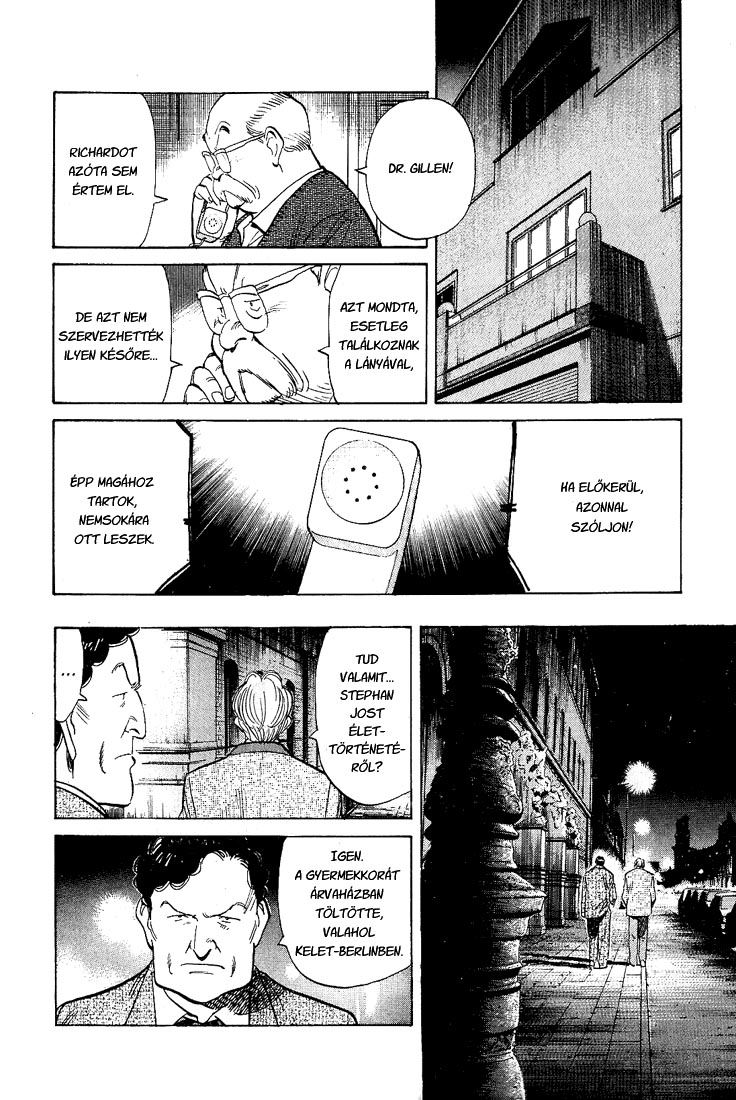 DR. GILLEN!
RICHARDOT
AZÓTA SEM
ÉRTEM EL.
AZT MONDTA,
ESETLEG
TALÁLKOZNAK
A LÁNYÁVAL,
DE AZT NEM
SZERVEZHETTÉK
ILYEN KÉSŐRE...
HA ELŐKERÜL,
AZONNAL
SZÓLJON!
ÉPP MAGÁHOZ
TARTOK,
NEMSOKÁRA
OTT LESZEK.
TUD
VALAMIT...
STEPHAN
JOST
ÉLET-
TÖRTÉNETÉ-
RŐL?
...
IGEN.
A GYERMEKKORÁT
ÁRVAHÁZBAN
TÖLTÖTTE,
VALAHOL
KELET-BERLINBEN.